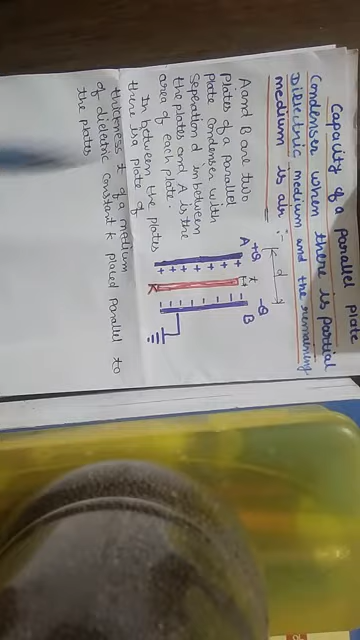 Capacity of a parallel plate
Condenser when there is partial
Dielectric medium and the remaining
medium is air :-
A and B are two
plates of a parallel
plate condenser with
Sepration d in between
the plates and A is the
area of each plate.
In between the plates
there is a plate of
thickness t of a medium
of dielectric constant k placed parallel to
the plates
d
+Q
-Q
A
t
B
+ + + + + + +
K